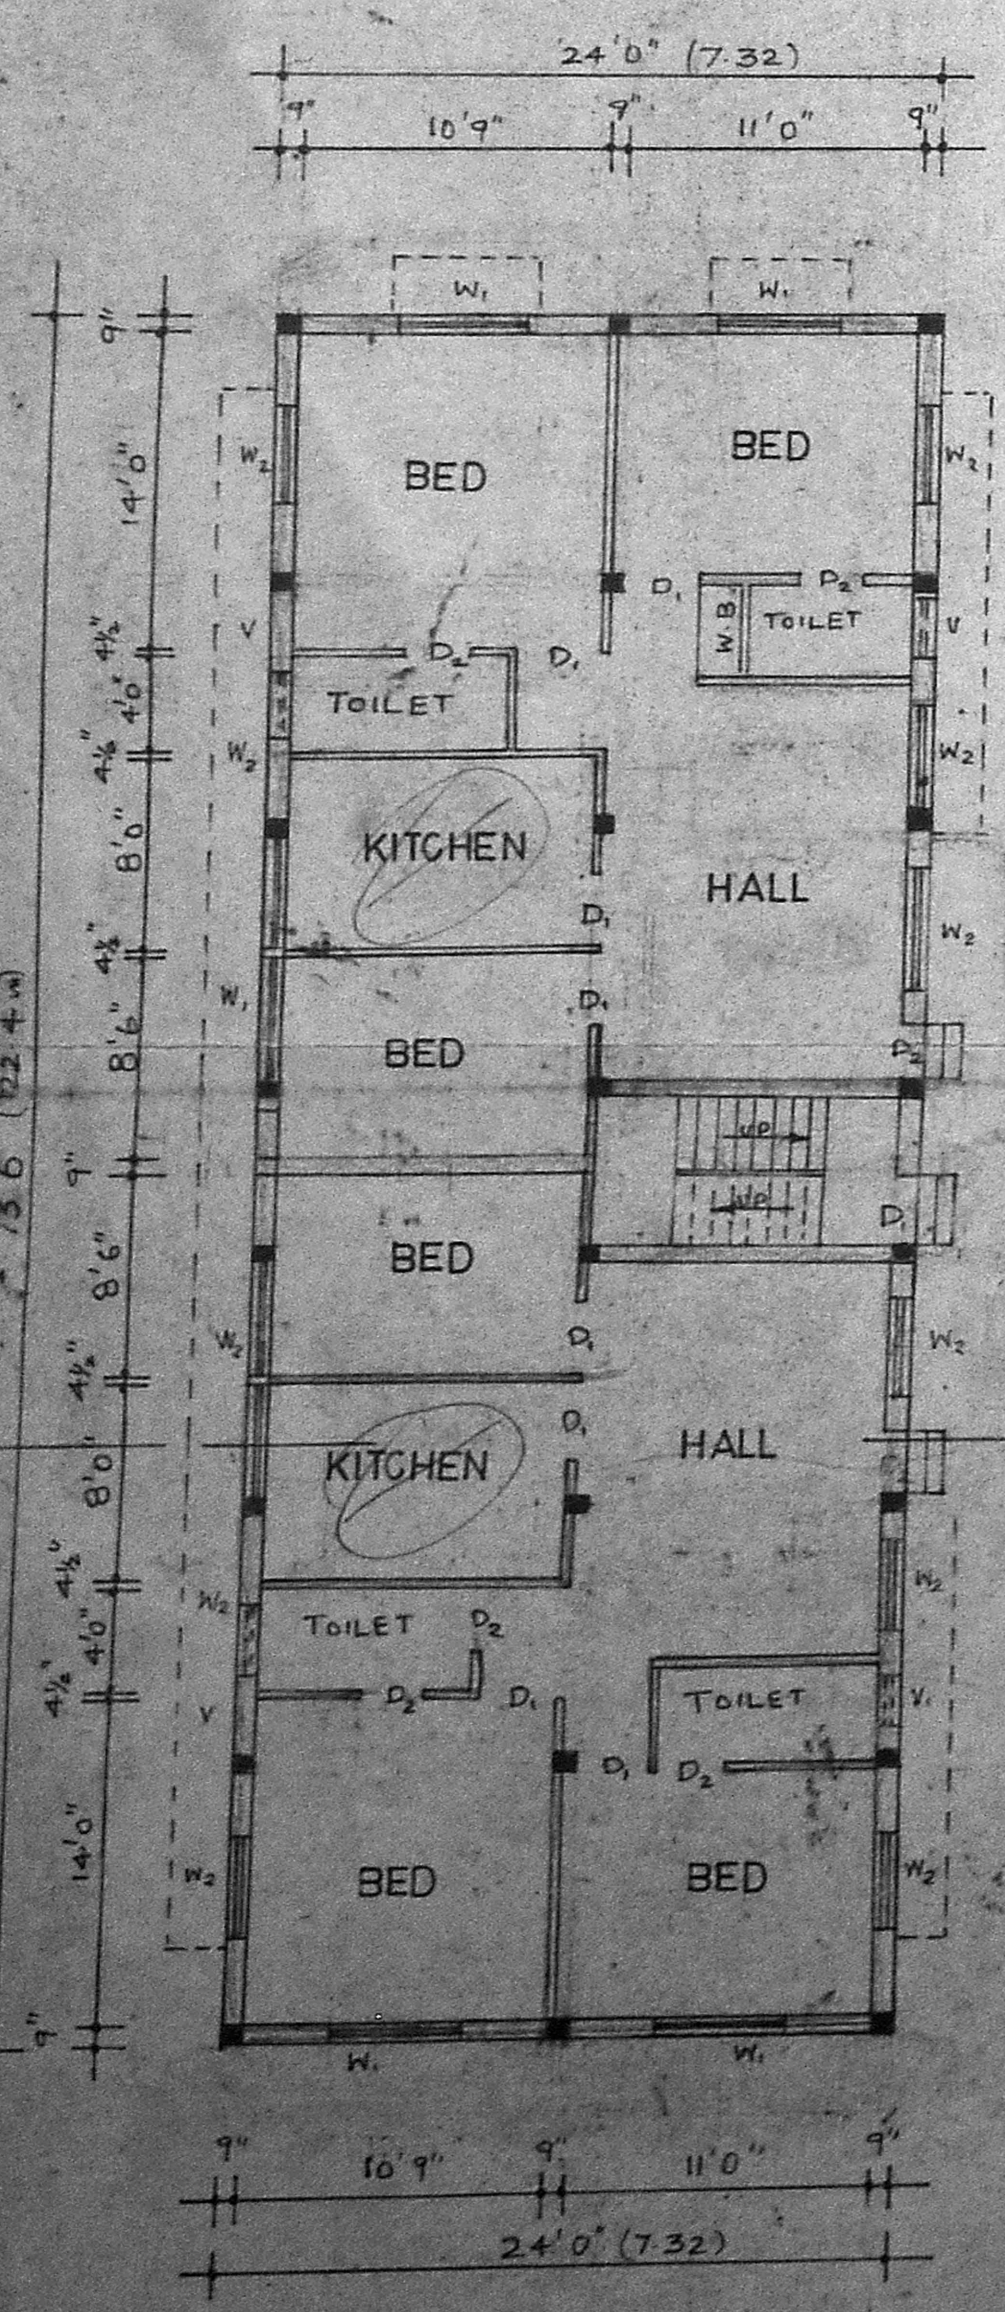 24'0" (7.32)
9" 10'9" 9" 11'0" 9"
W1 W1
9"
14'0"
W2 BED BED W2
D1 D2
V W.B. TOILET V
4½" D2 D1
4'0" TOILET
4½" W2 W2
8'0" KITCHEN
HALL
D1 W2
4½"
W1 D1
8'6" BED D2
UP
9" UP
D1
8'6" BED
W2 D1 W2
4½"
D1
8'0" KITCHEN HALL
4½" W2 W2
4'0" TOILET D2
4½" D2 D1 TOILET V1
V
D1 D2
14'0"
W2 BED BED W2
9"
W1 W1
9" 10'9" 9" 11'0" 9"
24'0" (7.32)